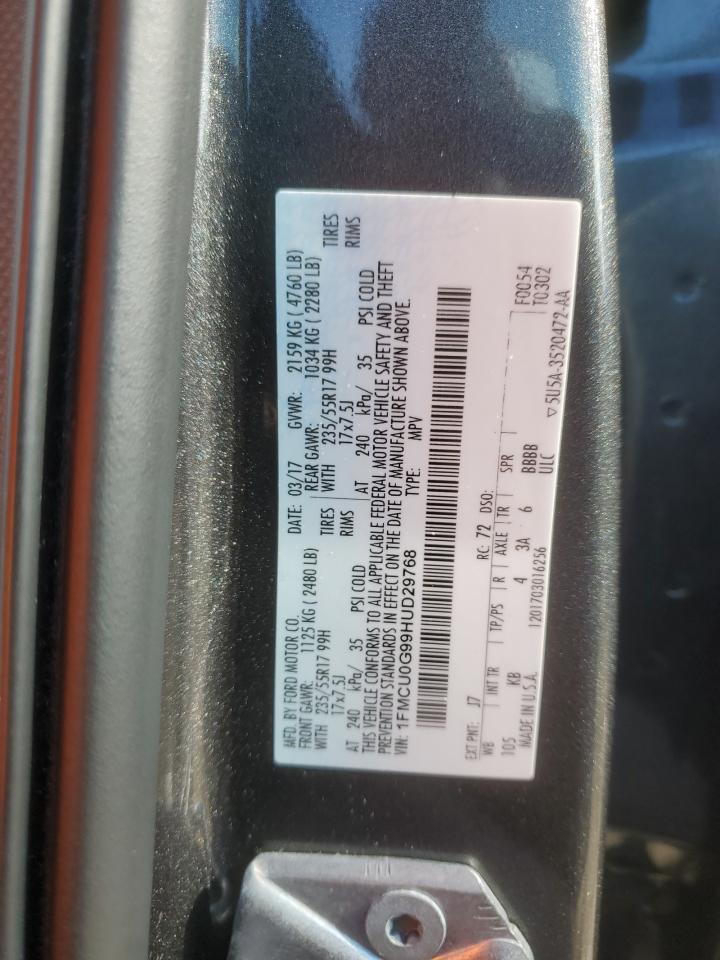 MFD. BY FORD MOTOR CO. DATE: 03/17 GVWR: 2159 KG ( 4760 LB)
FRONT GAWR: 1125 KG ( 2480 LB) REAR GAWR: 1034 KG ( 2280 LB)
WITH 235/55R17 99H TIRES WITH 235/55R17 99H TIRES
17x7.5J RIMS 17x7.5J RIMS
AT 240 kPa/ 35 PSI COLD AT 240 kPa/ 35 PSI COLD
THIS VEHICLE CONFORMS TO ALL APPLICABLE FEDERAL MOTOR VEHICLE SAFETY AND THEFT
PREVENTION STANDARDS IN EFFECT ON THE DATE OF MANUFACTURE SHOWN ABOVE.
VIN: 1FMCU0G99HUD29768 TYPE: MPV
EXT PNT: J7 RC: 72 DSO:
WB INT TR TP/PS R AXLE TR SPR F0054
105 KB 4 3A 6 BBBB T0302
MADE IN U.S.A. 1201703016256 ULC ▽5U5A-3520472-AA